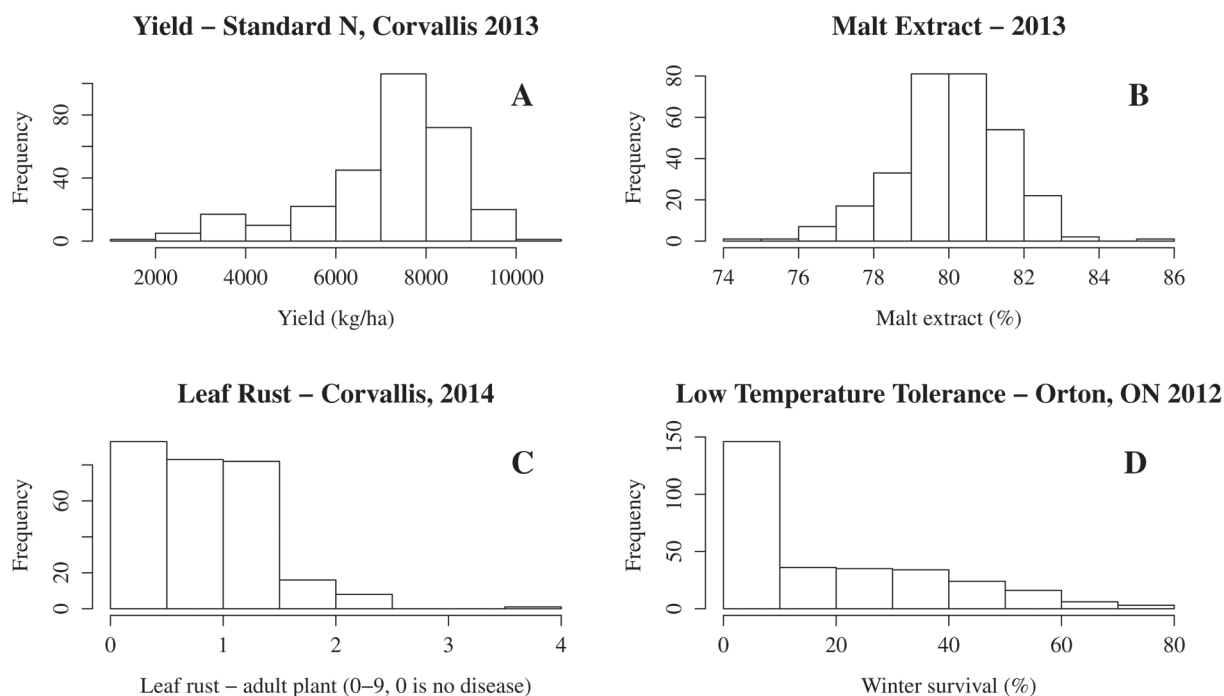 Yield – Standard N, Corvallis 2013
A
Frequency
0 40 80
2000 4000 6000 8000 10000
Yield (kg/ha)
Malt Extract – 2013
B
Frequency
0 20 40 60 80
74 76 78 80 82 84 86
Malt extract (%)
Leaf Rust – Corvallis, 2014
C
Frequency
0 20 60
0 1 2 3 4
Leaf rust – adult plant (0–9, 0 is no disease)
Low Temperature Tolerance – Orton, ON 2012
D
Frequency
0 50 100 150
0 20 40 60 80
Winter survival (%)